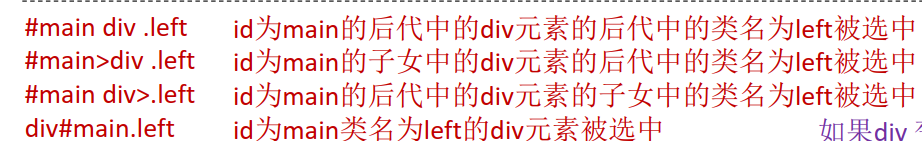 #main div .left id为main的后代中的div元素的后代中的类名为left被选中
#main>div .left id为main的子女中的div元素的后代中的类名为left被选中
#main div>.left id为main的后代中的div元素的子女中的类名为left被选中
div#main.left id为main类名为left的div元素被选中 如果div